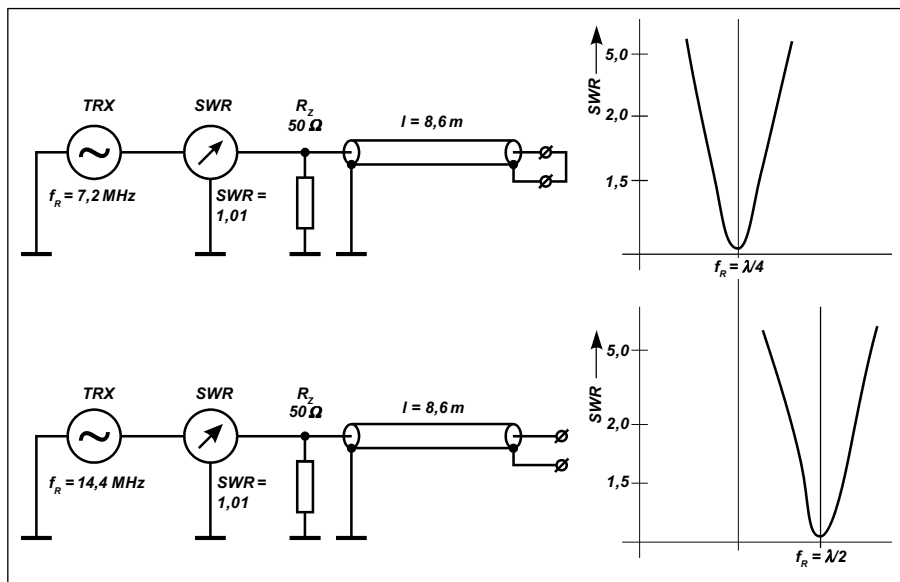 TRX
SWR
R_Z
50 Ω
l = 8,6 m
f_R = 7,2 MHz
SWR =
1,01
SWR
5,0
2,0
1,5
f_R = λ/4
TRX
SWR
R_Z
50 Ω
l = 8,6 m
f_R = 14,4 MHz
SWR =
1,01
SWR
5,0
2,0
1,5
f_R = λ/2